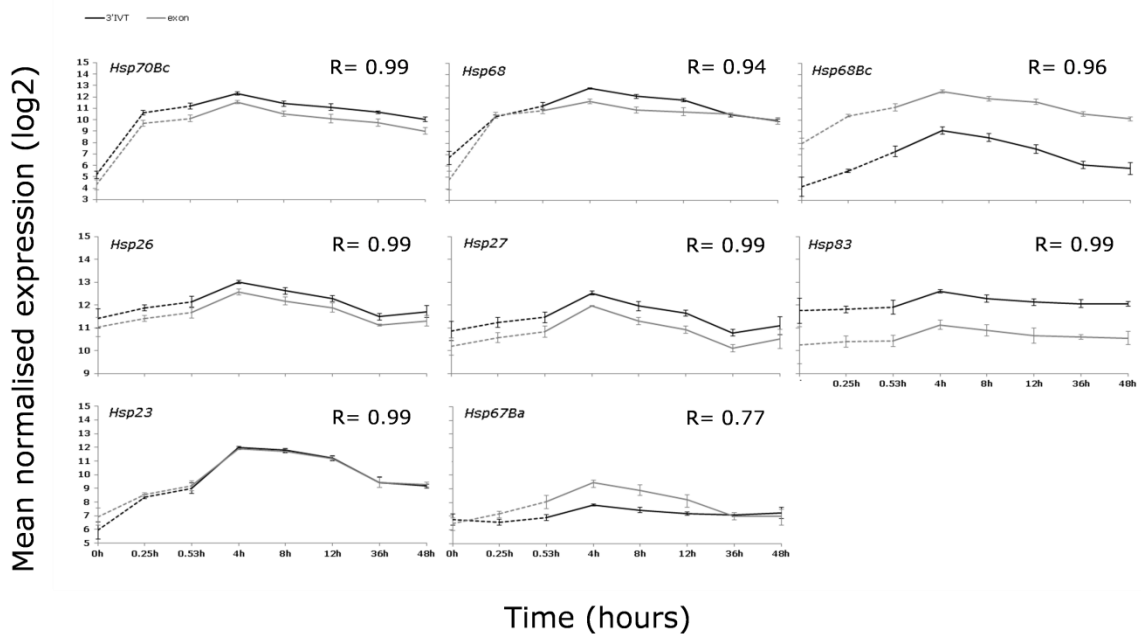 3'IVT exon
Mean normalised expression (log2)
Hsp70Bc R= 0.99
15
14
13
12
11
10
9
8
7
6
5
4
3
Hsp68 R= 0.94
Hsp68Bc R= 0.96
Hsp26 R= 0.99
15
14
13
12
11
10
9
Hsp27 R= 0.99
Hsp83 R= 0.99
0.25h 0.53h 4h 8h 12h 36h 48h
Hsp23 R= 0.99
15
14
13
12
11
10
9
8
7
6
5
0h 0.25h 0.53h 4h 8h 12h 36h 48h
Hsp67Ba R= 0.77
0h 0.25h 0.53h 4h 8h 12h 36h 48h
Time (hours)